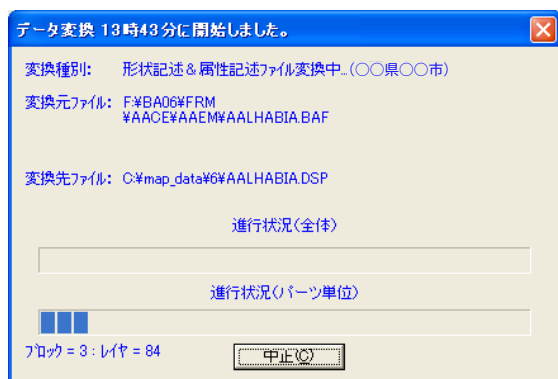 データ変換 13時43分に開始しました。
変換種別: 形状記述&属性記述ファイル変換中...(○○県○○市)
変換元ファイル: F:¥BA06¥FRM
¥AACE¥AAEM¥AALHABIA.BAF
変換先ファイル: C:¥map_data¥6¥AALHABIA.DSP
進行状況(全体)
進行状況(パーツ単位)
ブロック = 3 : レイヤ = 84
中止(C)